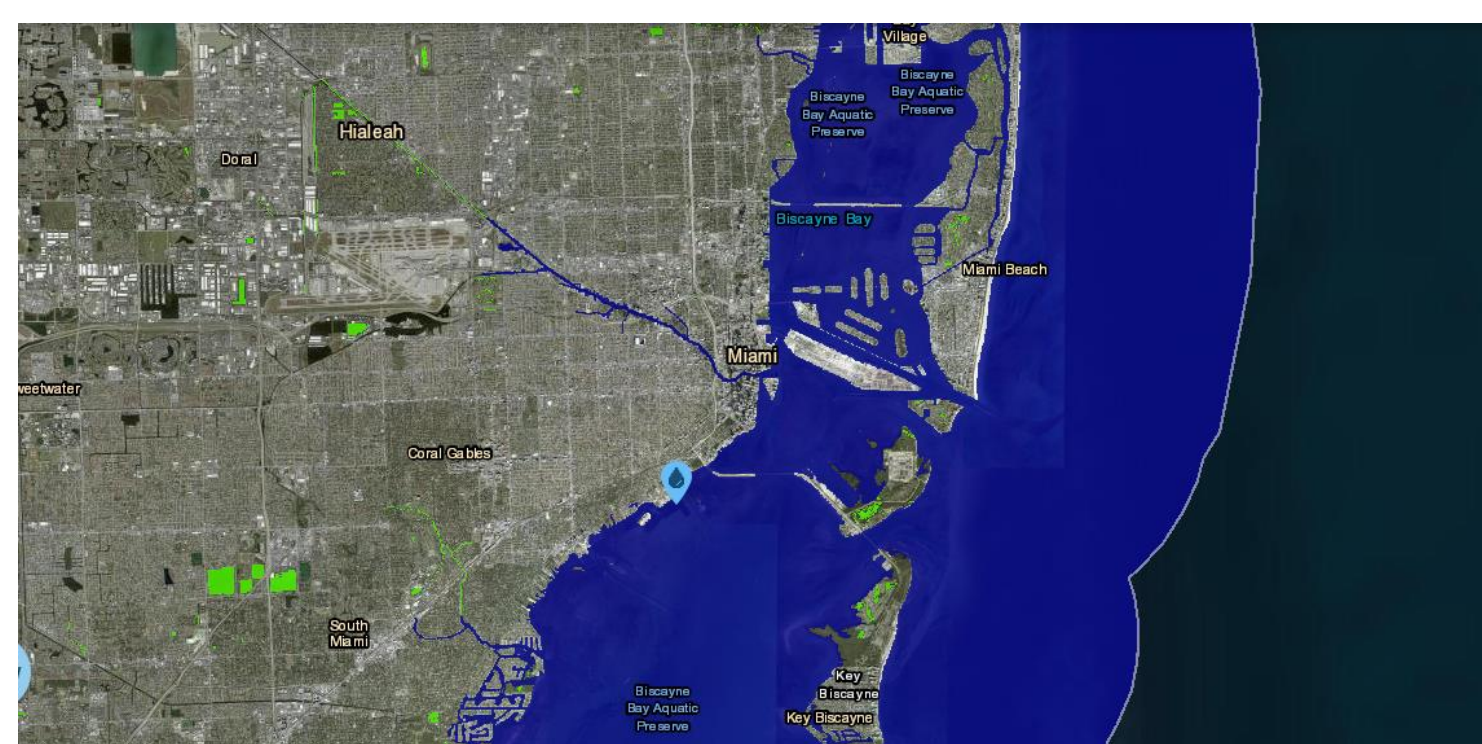 Village
Biscayne
Bay Aquatic
Preserve
Biscayne
Bay Aquatic
Preserve
Hialeah
Doral
Biscayne Bay
Miami Beach
Miami
weetwater
Coral Gables
South
Miami
Key
Biscayne
Biscayne
Bay Aquatic
Preserve
Key Biscayne